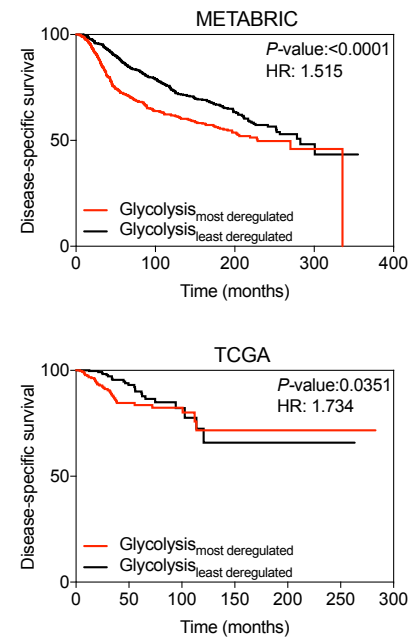 METABRIC
P-value:<0.0001
HR: 1.515
Disease-specific survival
100
50
0
Glycolysis most deregulated
Glycolysis least deregulated
0 100 200 300 400
Time (months)
TCGA
P-value:0.0351
HR: 1.734
Disease-specific survival
100
50
0
Glycolysis most deregulated
Glycolysis least deregulated
0 50 100 150 200 250 300
Time (months)